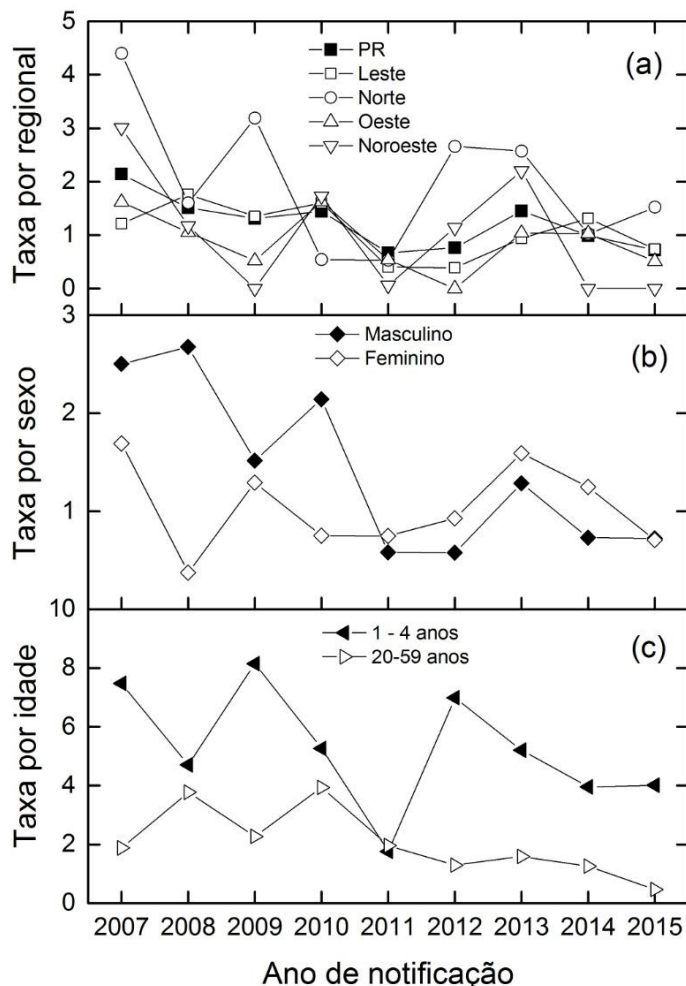 (a)
PR
Leste
Norte
Oeste
Noroeste
5
4
3
2
1
0
Taxa por regional
(b)
Masculino
Feminino
3
2
1
Taxa por sexo
(c)
1 - 4 anos
20-59 anos
10
8
6
4
2
0
Taxa por idade
2007 2008 2009 2010 2011 2012 2013 2014 2015
Ano de notificação